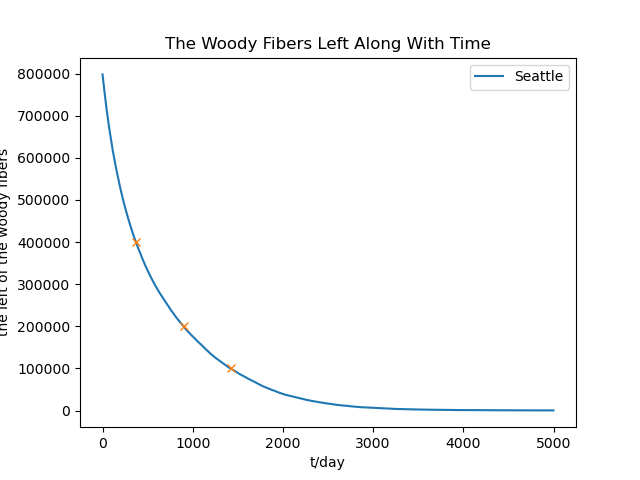 The Woody Fibers Left Along With Time
Seattle
800000
700000
600000
500000
400000
300000
200000
100000
0
the left of the woody fibers
0 1000 2000 3000 4000 5000
t/day